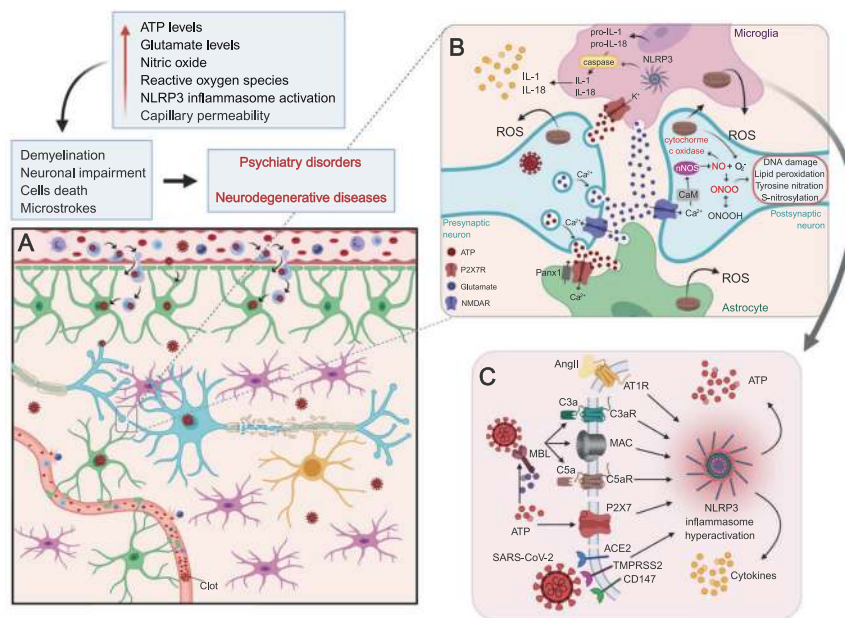 ATP levels
Glutamate levels
Nitric oxide
Reactive oxygen species
NLRP3 inflammasome activation
Capillary permeability
Demyelination
Neuronal impairment
Cells death
Microstrokes
Psychiatry disorders
Neurodegenerative diseases
A
Clot
B
Microglia
pro-IL-1
pro-IL-18
caspase
NLRP3
IL-1
IL-18
IL-1
IL-18
K+
ROS
ROS
cytochorme
c oxidase
NO + O₂-
nNOS
ONOO
CaM
ONOOH
DNA damage
Lipid peroxidation
Tyrosine nitration
S-nitrosylation
Ca²⁺
Ca²⁺
Ca²⁺
Presynaptic
neuron
Postsynaptic
neuron
ATP
P2X7R
Glutamate
NMDAR
Panx1
Ca²⁺
ROS
Astrocyte
C
AngII
AT1R
ATP
C3a
C3aR
MBL
MAC
C5a
C5aR
P2X7
ATP
NLRP3
inflammasome
hyperactivation
SARS-CoV-2
ACE2
TMPRSS2
CD147
Cytokines